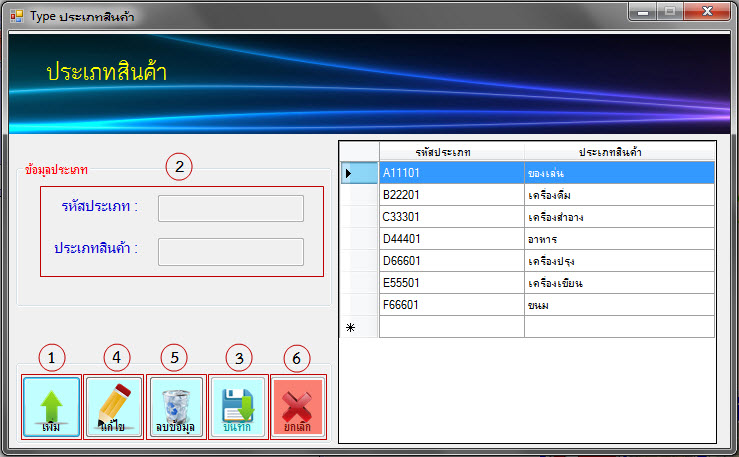 Type ประเภทสินค้า
ประเภทสินค้า
ข้อมูลประเภท
2
รหัสประเภท :
ประเภทสินค้า :
รหัสประเภท ประเภทสินค้า
A11101 ของเล่น
B22201 เครื่องดื่ม
C33301 เครื่องสำอาง
D44401 อาหาร
D66601 เครื่องปรุง
E55501 เครื่องเขียน
F66601 ขนม
1 4 5 3 6
เพิ่ม แก้ไข ลบข้อมูล บันทึก ยกเลิก